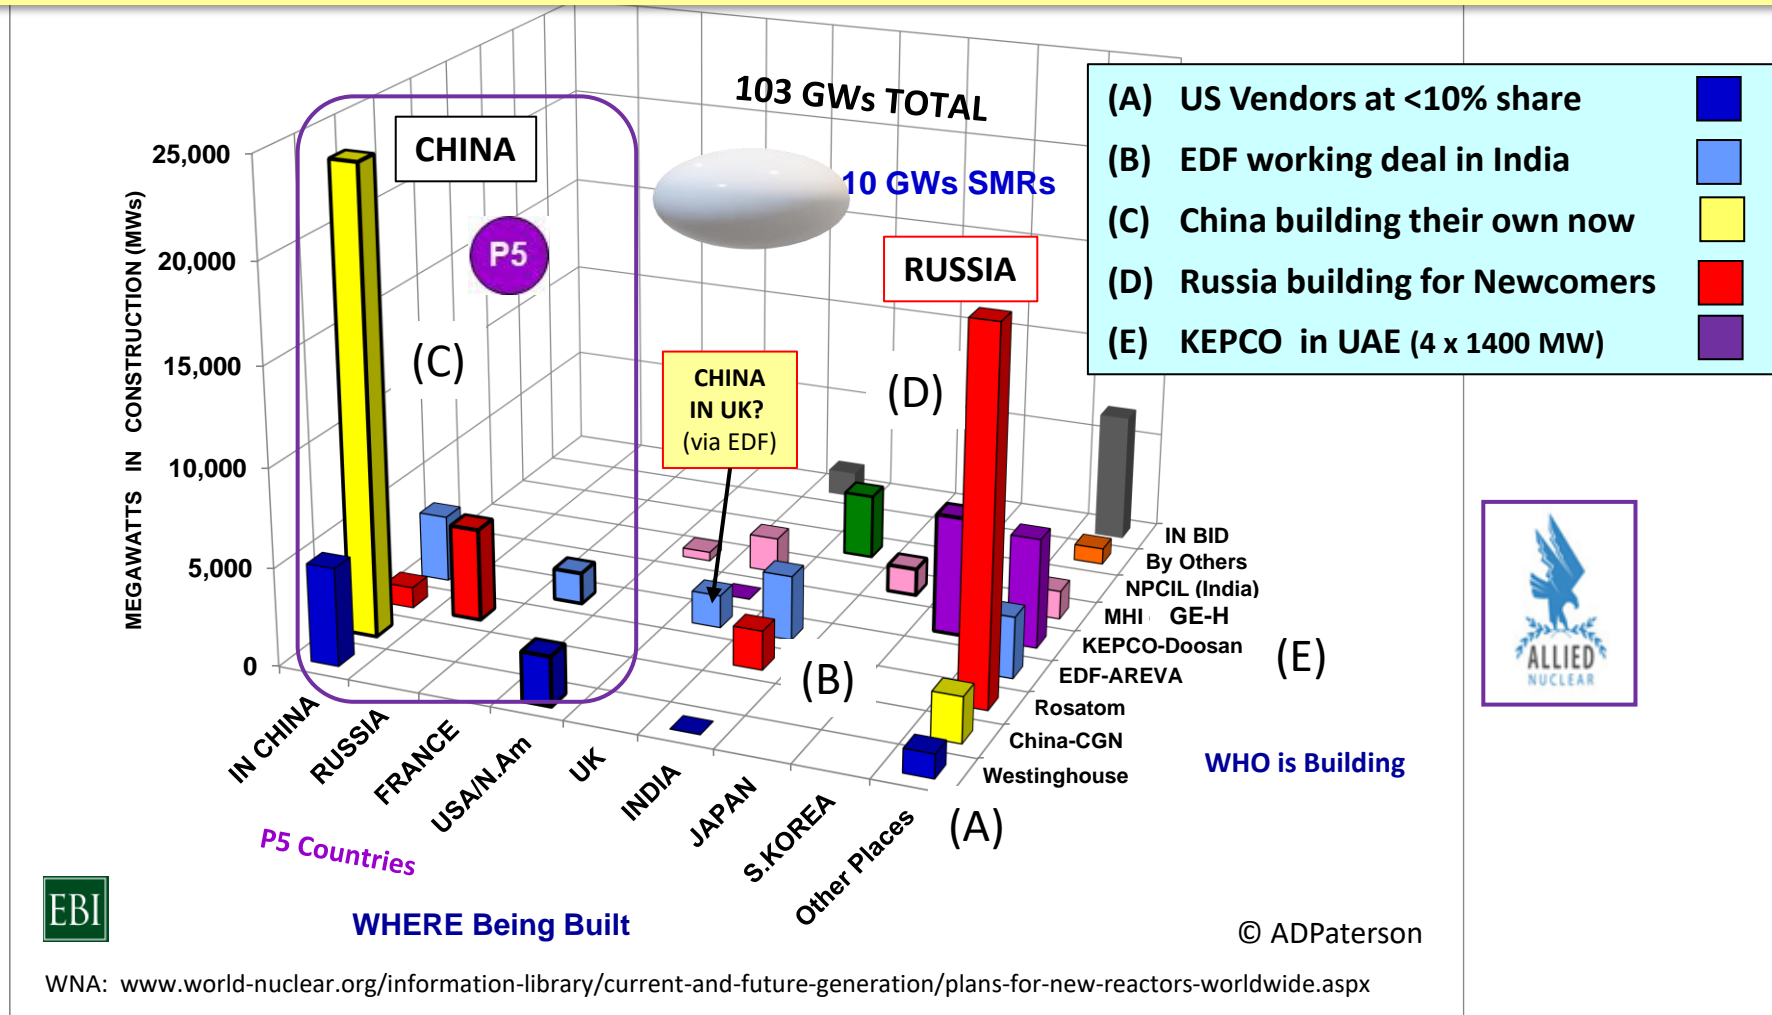 103 GWs TOTAL
10 GWs SMRs
CHINA
P5
RUSSIA
(A) US Vendors at <10% share
(B) EDF working deal in India
(C) China building their own now
(D) Russia building for Newcomers
(E) KEPCO in UAE (4 x 1400 MW)
MEGAWATTS IN CONSTRUCTION (MWs)
25,000
20,000
15,000
10,000
5,000
0
(C)
CHINA
IN UK?
(via EDF)
(D)
(B)
(E)
(A)
IN BID
By Others
NPCIL (India)
MHI GE-H
KEPCO-Doosan
EDF-AREVA
Rosatom
China-CGN
Westinghouse
WHO is Building
IN CHINA
RUSSIA
FRANCE
USA/N.Am
UK
INDIA
JAPAN
S.KOREA
Other Places
P5 Countries
WHERE Being Built
ALLIED
NUCLEAR
EBI
© ADPaterson
WNA: www.world-nuclear.org/information-library/current-and-future-generation/plans-for-new-reactors-worldwide.aspx